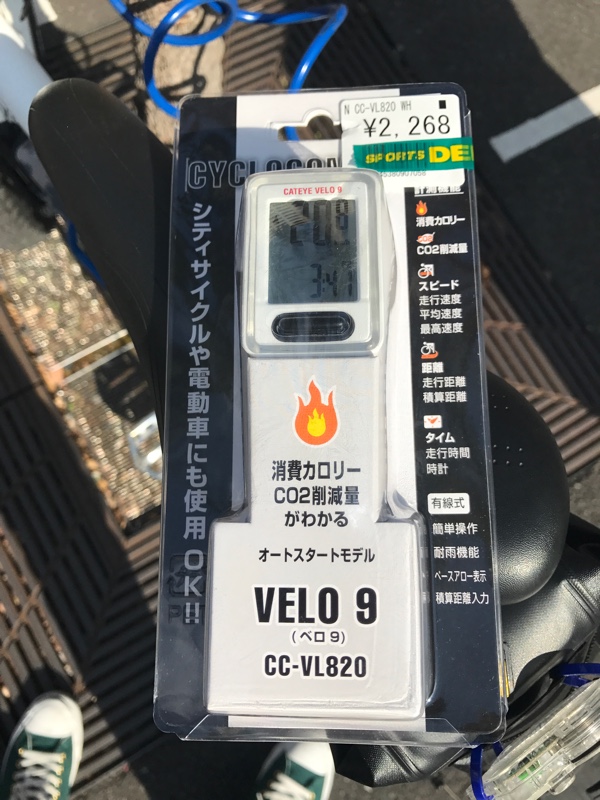 N CC-VL820 WH
¥2,268
SPORTS DE
CYCLOCOM
CATEYE VELO 9
3:41
シティサイクルや電動車にも使用OK!!
消費カロリー
CO2削減量
がわかる
オートスタートモデル
VELO 9
(ベロ9)
CC-VL820
計測機能
消費カロリー
CO2削減量
スピード
走行速度
平均速度
最高速度
距離
走行距離
積算距離
タイム
走行時間
時計
有線式
簡単操作
耐雨機能
ペースアロー表示
積算距離入力